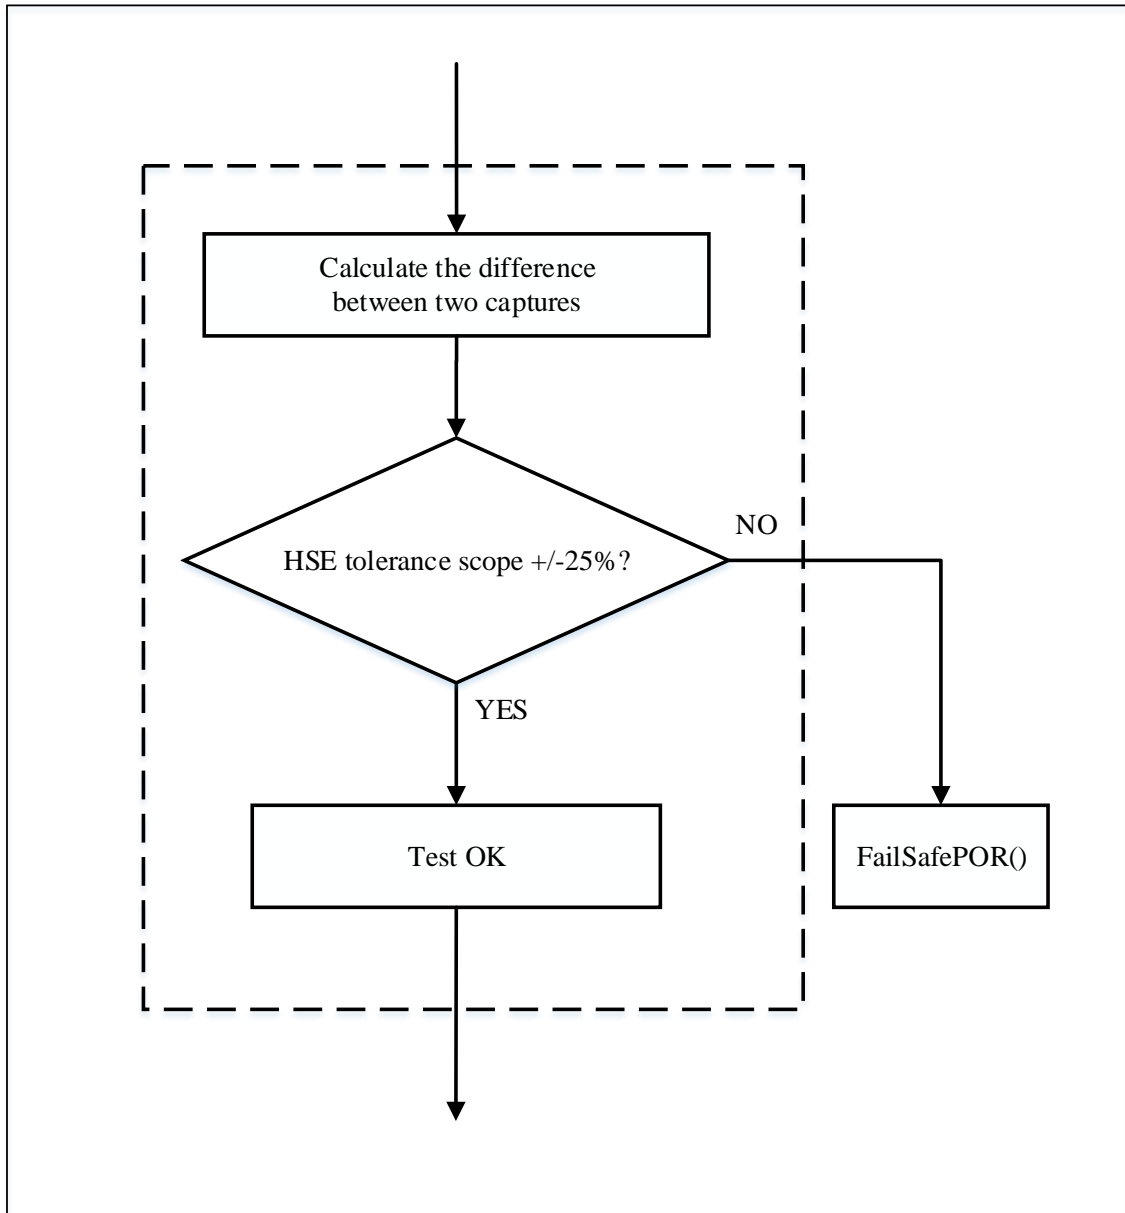 Calculate the difference
between two captures
HSE tolerance scope +/-25%?
NO
YES
Test OK
FailSafePOR()